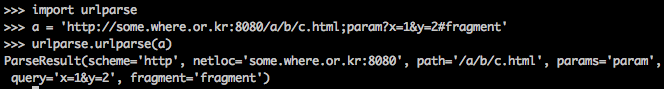 >>> import urlparse
>>> a = 'http://some.where.or.kr:8080/a/b/c.html;param?x=1&y=2#fragment'
>>> urlparse.urlparse(a)
ParseResult(scheme='http', netloc='some.where.or.kr:8080', path='/a/b/c.html', params='param',
 query='x=1&y=2', fragment='fragment')